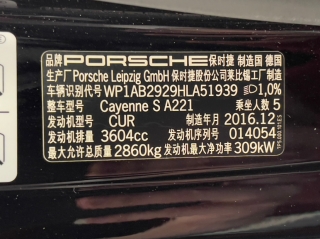 品牌 PORSCHE 保时捷 制造国 德国
生产厂 Porsche Leipzig GmbH 保时捷股份公司莱比锡工厂制造
车辆识别代号 WP1AB2929HLA51939 1,0%
整车型号 Cayenne S A221 乘坐人数 5
发动机型号 CUR 制造年月 2016.12
发动机排量 3604cc 发动机序列号 014054
最大允许总质量 2860kg 发动机最大净功率 309kW